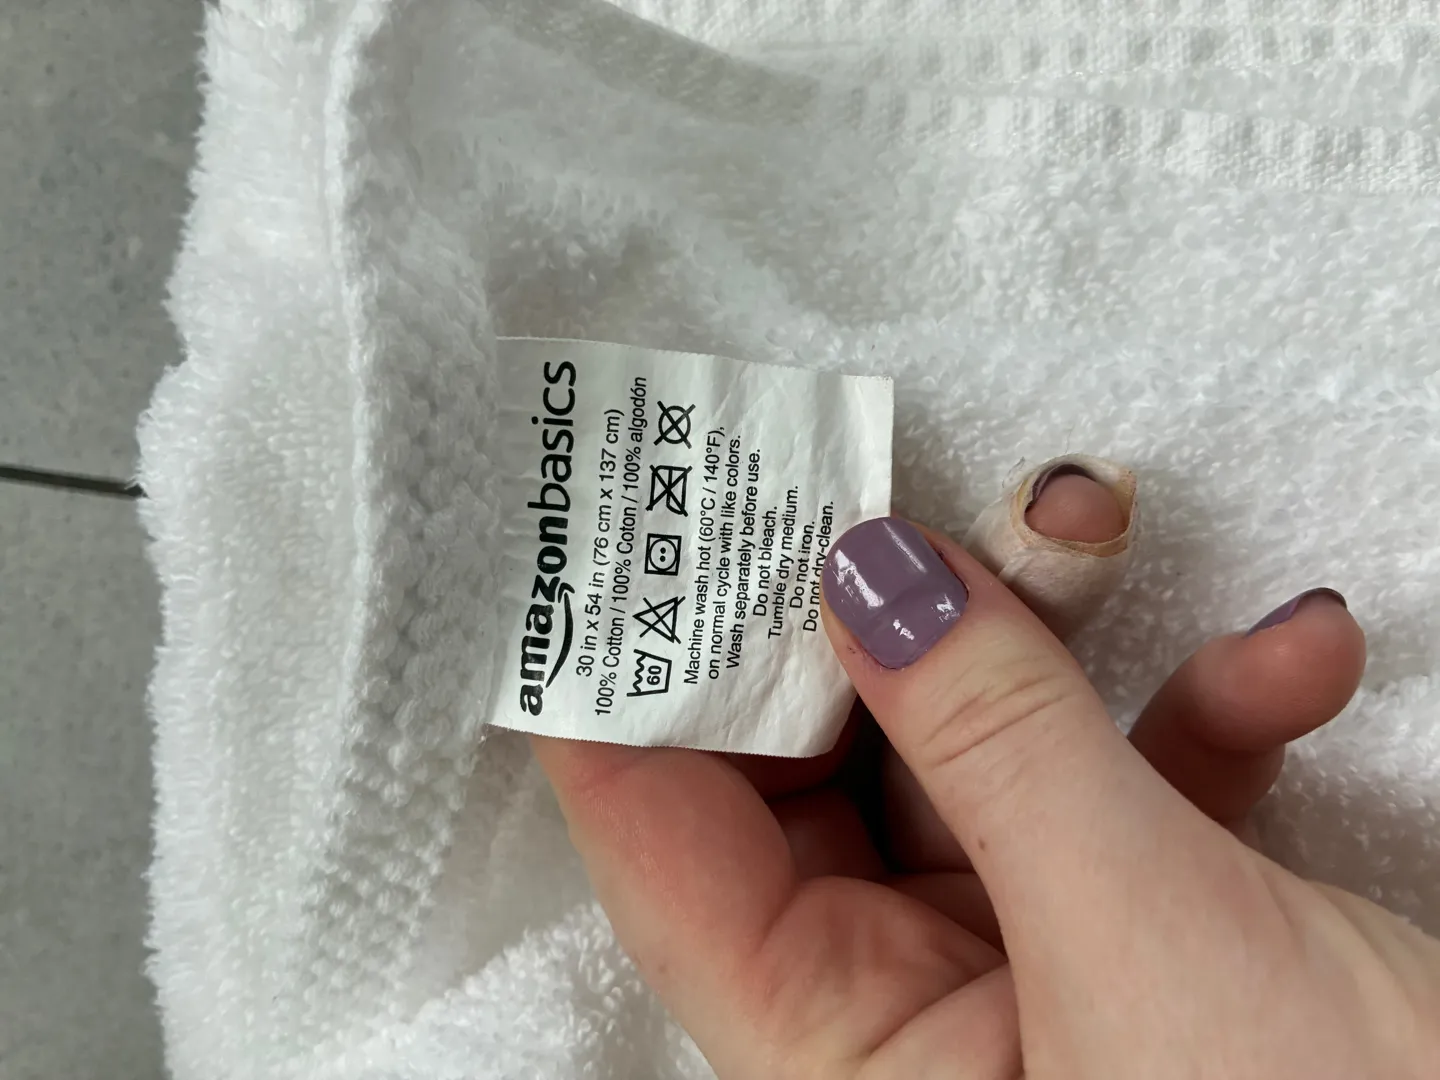 amazonbasics
30 in x 54 in (76 cm x 137 cm)
100% Cotton / 100% Coton / 100% algodón
60
Machine wash hot (60°C / 140°F),
on normal cycle with like colors.
Wash separately before use.
Do not bleach.
Tumble dry medium.
Do not iron.
Do not dry-clean.